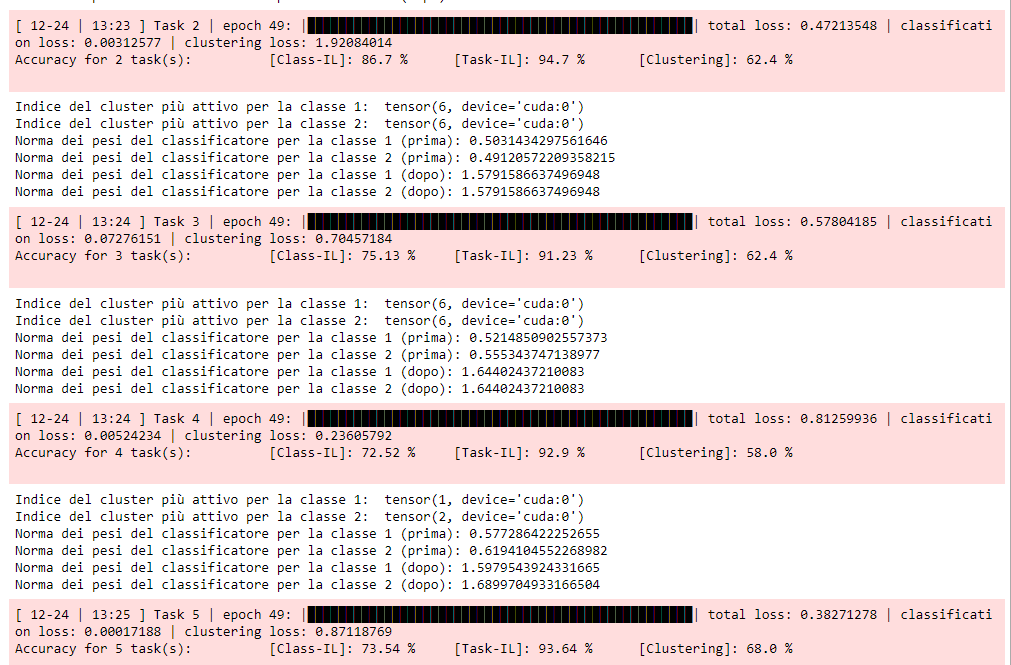 [ 12-24 | 13:23 ] Task 2 | epoch 49: || total loss: 0.47213548 | classificati
on loss: 0.00312577 | clustering loss: 1.92084014
Accuracy for 2 task(s): [Class-IL]: 86.7 % [Task-IL]: 94.7 % [Clustering]: 62.4 %
Indice del cluster più attivo per la classe 1: tensor(6, device='cuda:0')
Indice del cluster più attivo per la classe 2: tensor(6, device='cuda:0')
Norma dei pesi del classificatore per la classe 1 (prima): 0.5031434297561646
Norma dei pesi del classificatore per la classe 2 (prima): 0.49120572209358215
Norma dei pesi del classificatore per la classe 1 (dopo): 1.5791586637496948
Norma dei pesi del classificatore per la classe 2 (dopo): 1.5791586637496948
[ 12-24 | 13:24 ] Task 3 | epoch 49: || total loss: 0.57804185 | classificati
on loss: 0.07276151 | clustering loss: 0.70457184
Accuracy for 3 task(s): [Class-IL]: 75.13 % [Task-IL]: 91.23 % [Clustering]: 62.4 %
Indice del cluster più attivo per la classe 1: tensor(6, device='cuda:0')
Indice del cluster più attivo per la classe 2: tensor(6, device='cuda:0')
Norma dei pesi del classificatore per la classe 1 (prima): 0.5214850902557373
Norma dei pesi del classificatore per la classe 2 (prima): 0.555343747138977
Norma dei pesi del classificatore per la classe 1 (dopo): 1.64402437210083
Norma dei pesi del classificatore per la classe 2 (dopo): 1.64402437210083
[ 12-24 | 13:24 ] Task 4 | epoch 49: || total loss: 0.81259936 | classificati
on loss: 0.00524234 | clustering loss: 0.23605792
Accuracy for 4 task(s): [Class-IL]: 72.52 % [Task-IL]: 92.9 % [Clustering]: 58.0 %
Indice del cluster più attivo per la classe 1: tensor(1, device='cuda:0')
Indice del cluster più attivo per la classe 2: tensor(2, device='cuda:0')
Norma dei pesi del classificatore per la classe 1 (prima): 0.577286422252655
Norma dei pesi del classificatore per la classe 2 (prima): 0.6194104552268982
Norma dei pesi del classificatore per la classe 1 (dopo): 1.5979543924331665
Norma dei pesi del classificatore per la classe 2 (dopo): 1.6899704933166504
[ 12-24 | 13:25 ] Task 5 | epoch 49: || total loss: 0.38271278 | classificati
on loss: 0.00017188 | clustering loss: 0.87118769
Accuracy for 5 task(s): [Class-IL]: 73.54 % [Task-IL]: 93.64 % [Clustering]: 68.0 %